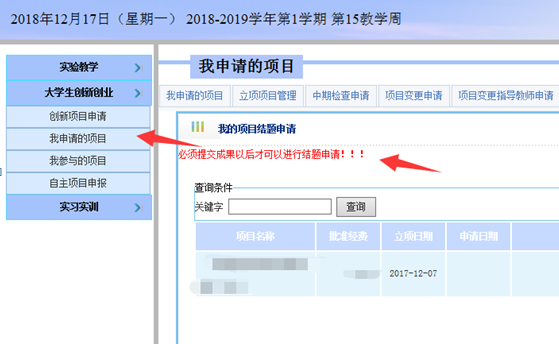 2018年12月17日（星期一） 2018-2019学年第1学期 第15教学周
实验教学
大学生创新创业
创新项目申请
我申请的项目
我参与的项目
自主项目申报
实习实训
我申请的项目
我申请的项目 立项项目管理 中期检查申请 项目变更申请 项目变更指导教师申请
我的项目结题申请
必须提交成果以后才可以进行结题申请！！！
查询条件
关键字 查询
项目名称 批准经费 立项日期 申请日期
2017-12-07